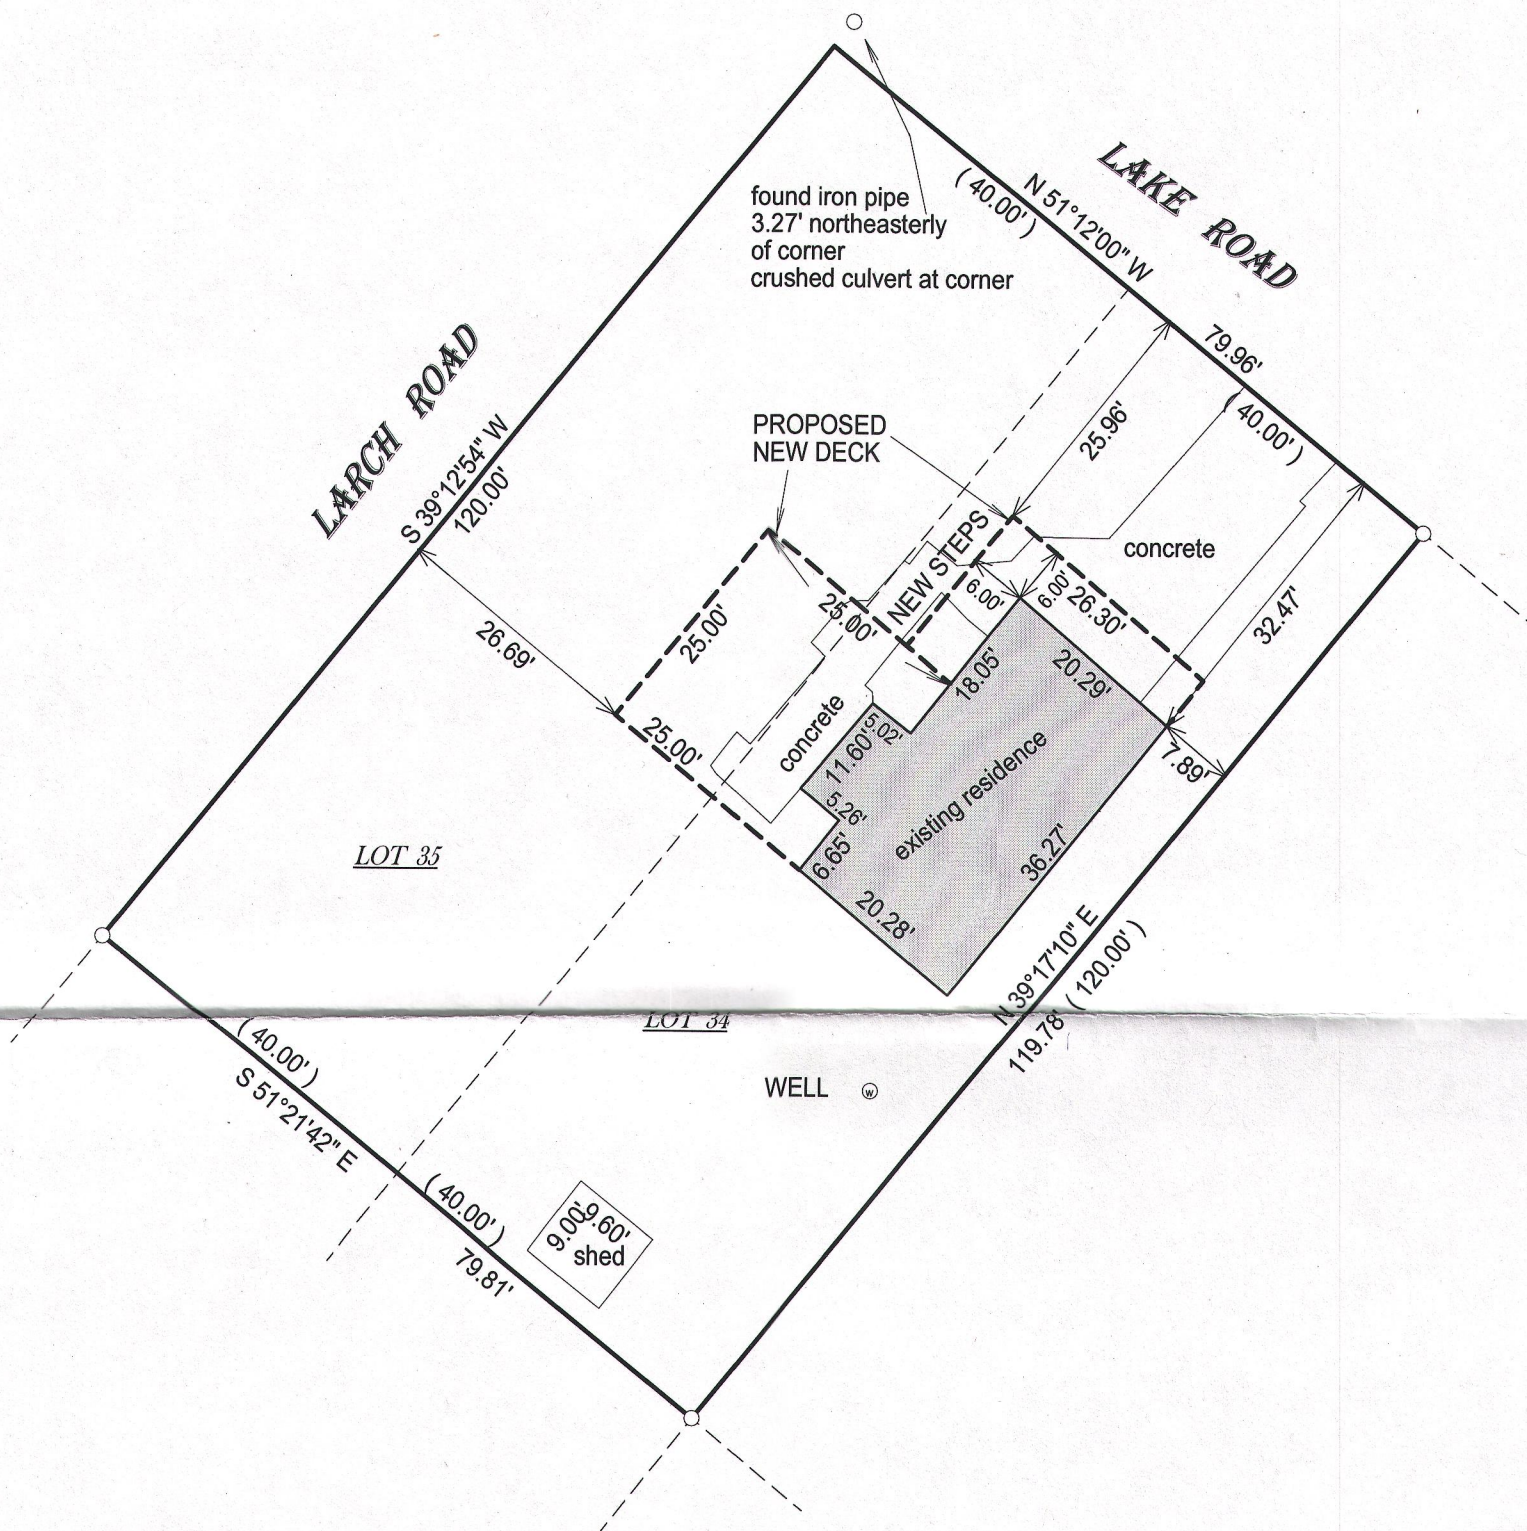 LAKE ROAD
N 51°12'00" W
( 40.00' )
79.96'
( 40.00' )
found iron pipe
3.27' northeasterly
of corner
crushed culvert at corner
LARCH ROAD
S 39°12'54" W
120.00'
PROPOSED
NEW DECK
25.96'
concrete
NEW STEPS
6.00'
6.00'
26.30'
32.47'
25.00'
25.00'
26.69'
25.00'
18.05'
20.29'
concrete
5.02'
11.60'
7.89'
existing residence
5.26'
6.65'
36.27'
20.28'
LOT 35
LOT 34
N 39°17'10" E
119.78' ( 120.00' )
( 40.00' )
S 51°21'42" E
WELL
W
( 40.00' )
79.81'
9.00'
9.60'
shed